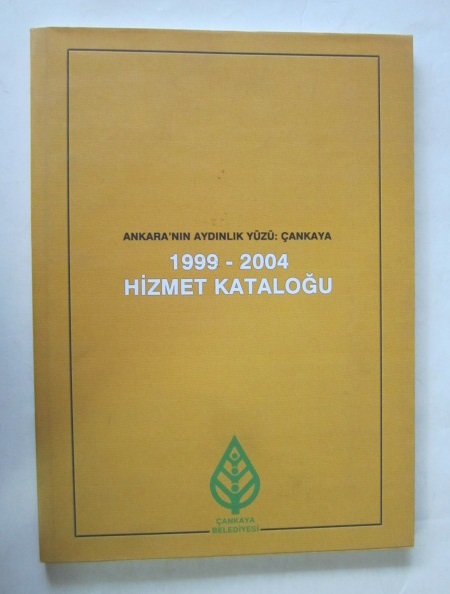 ANKARA'NIN AYDINLIK YÜZÜ: ÇANKAYA
1999 - 2004
HİZMET KATALOĞU
ÇANKAYA
BELEDİYESİ